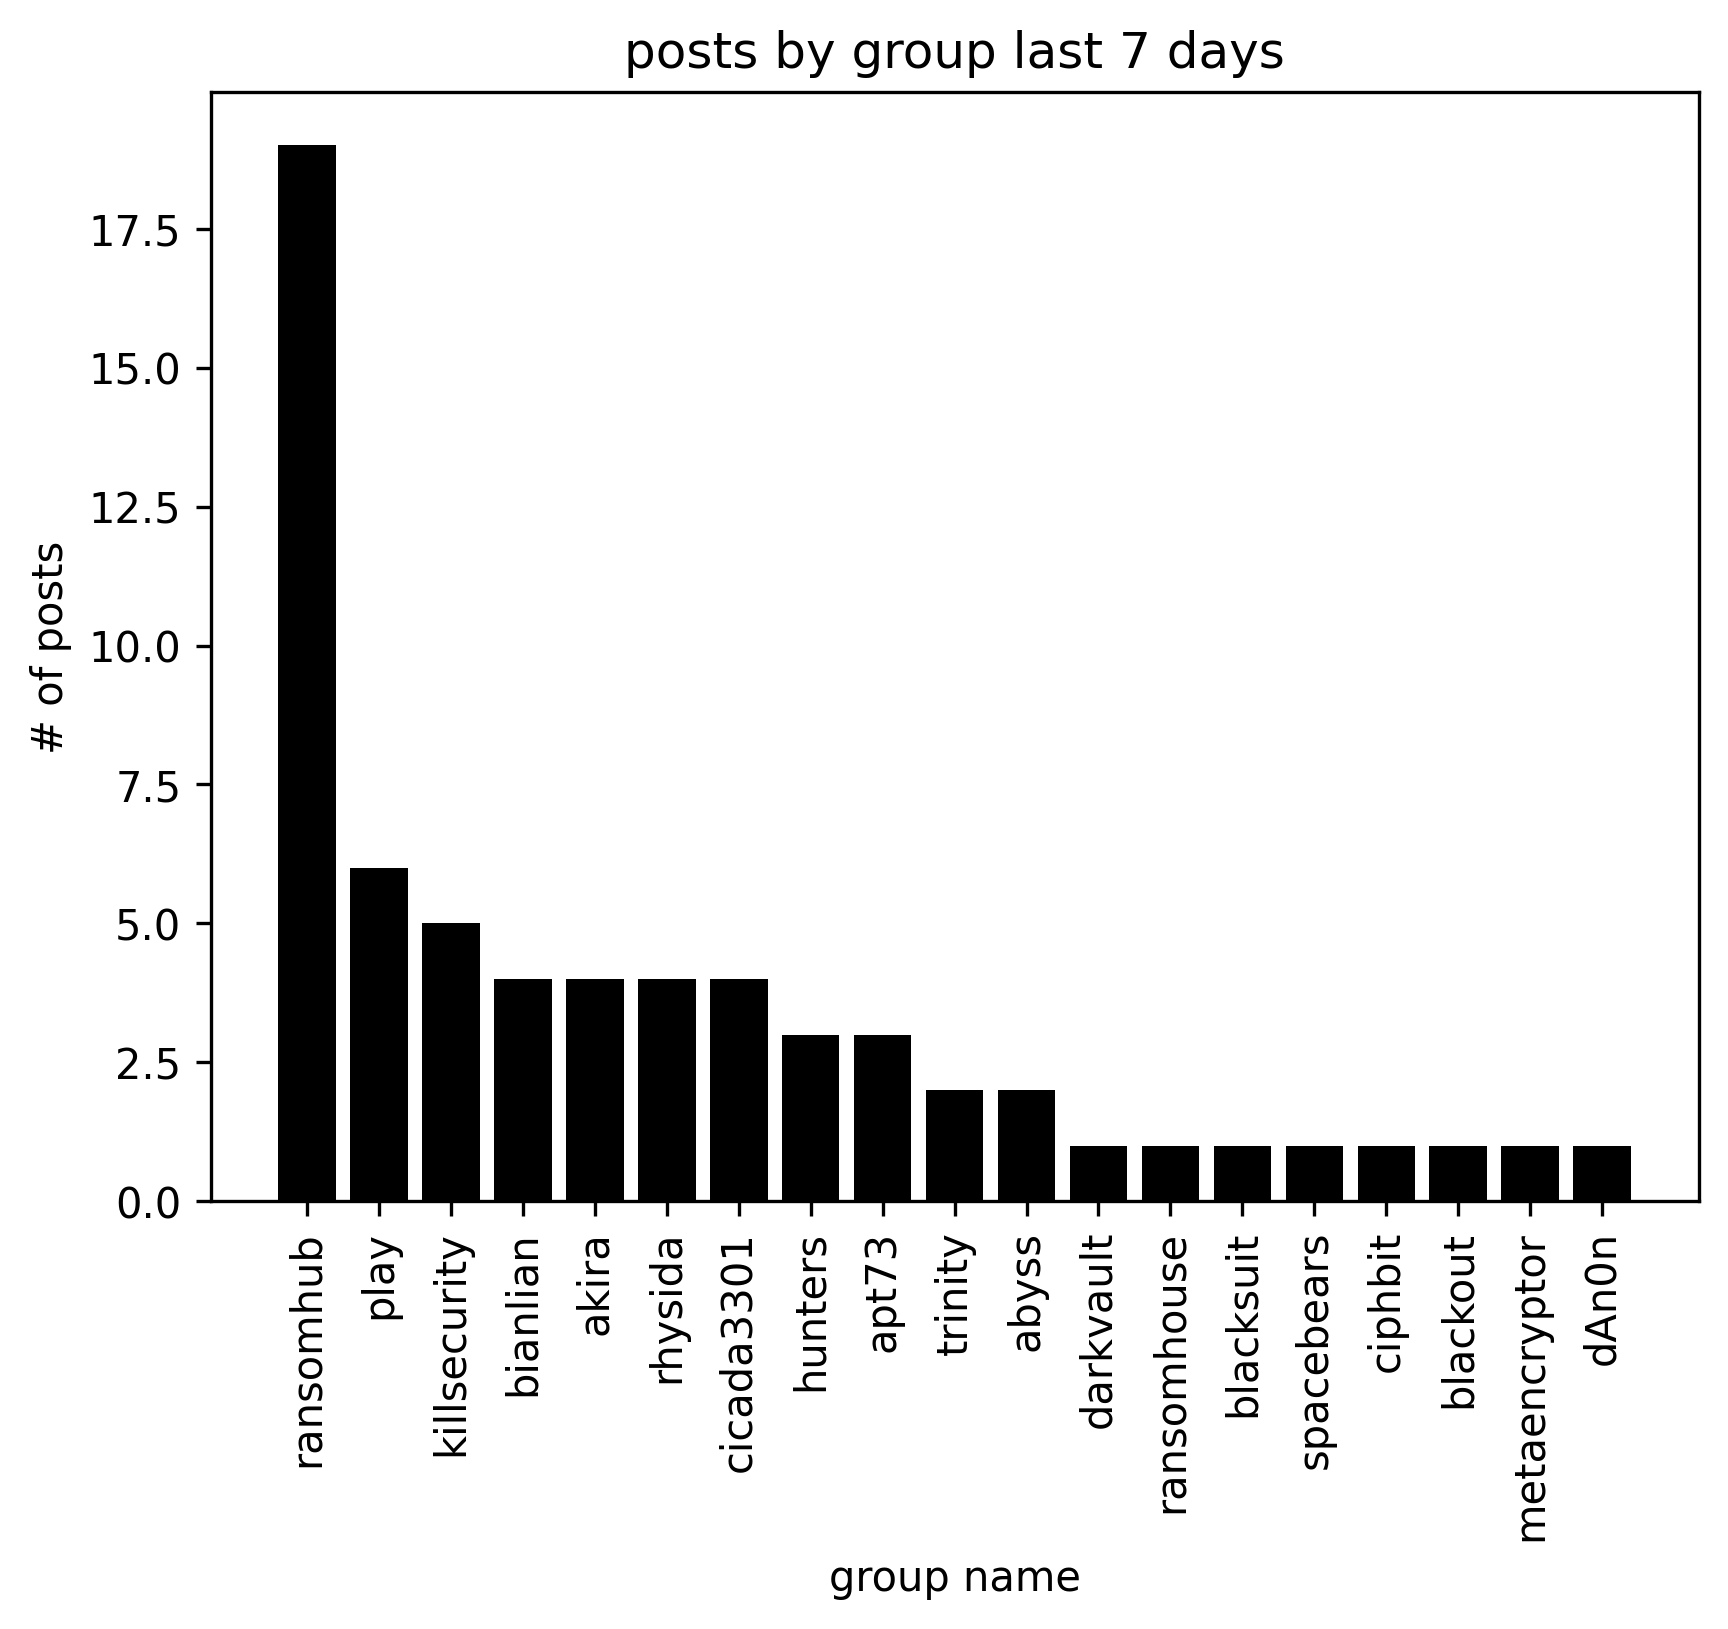 posts by group last 7 days
# of posts
17.5
15.0
12.5
10.0
7.5
5.0
2.5
0.0
ransomhub
play
killsecurity
bianlian
akira
rhysida
cicada3301
hunters
apt73
trinity
abyss
darkvault
ransomhouse
blacksuit
spacebears
ciphbit
blackout
metaencryptor
dAn0n
group name